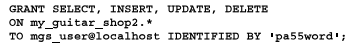 GRANT SELECT, INSERT, UPDATE, DELETE
ON my_guitar_shop2.*
TO mgs_user@localhost IDENTIFIED BY 'pa55word';